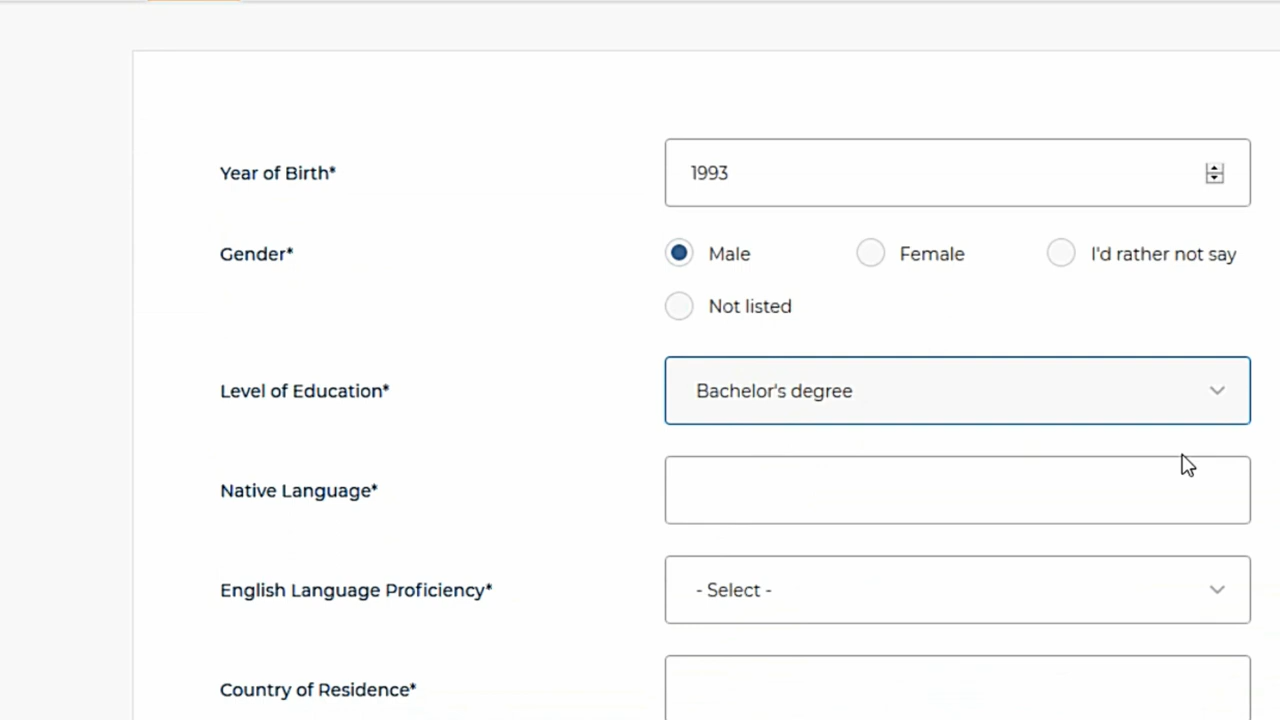 Year of Birth* 1993
Gender* Male Female I'd rather not say
Not listed
Level of Education* Bachelor's degree
Native Language*
English Language Proficiency* - Select -
Country of Residence*